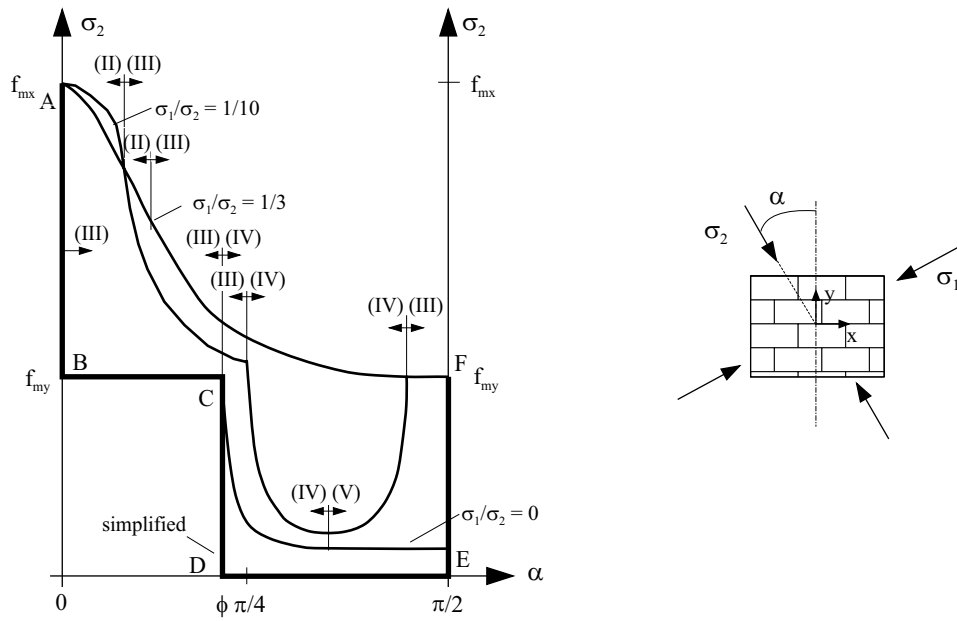 σ2 σ2
(II) (III)
fmx fmx
A
σ1/σ2 = 1/10
(II) (III)
α
σ1/σ2 = 1/3
(III) (III) (IV) σ2
(III) (IV) (IV) (III) σ1
y
x
B F
fmy fmy
C
(IV) (V)
σ1/σ2 = 0
simplified
D E
α
0 ϕ π/4 π/2